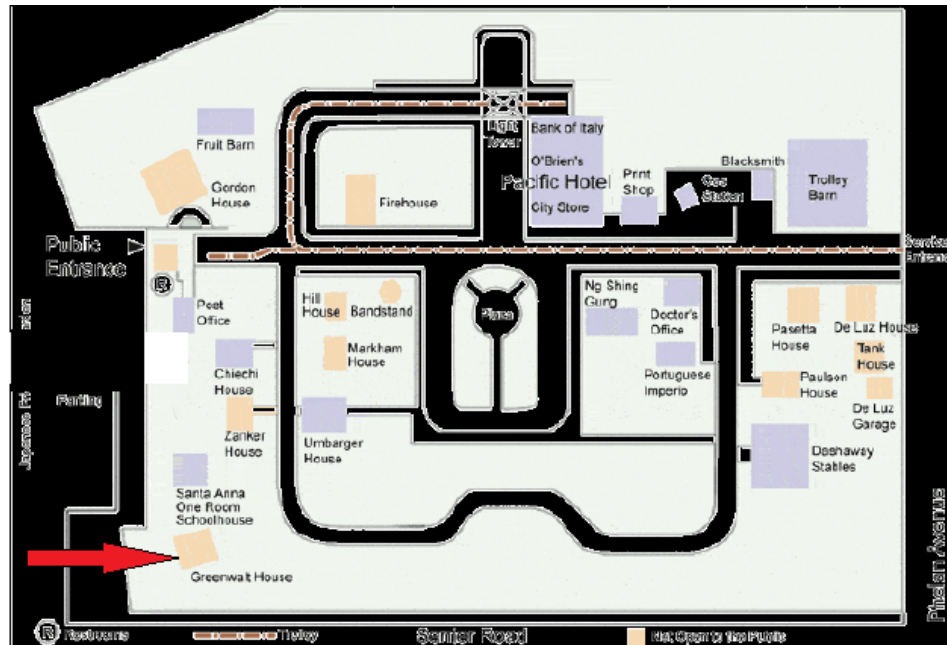 Fruit Barn
Gordon
House
Firehouse
Light
Tower
Bank of Italy
O'Brien's
Pacific Hotel
City Store
Print
Shop
Gas
Station
Blacksmith
Trolley
Barn
Public
Entrance
Service
Entrance
R
Post
Office
Hill
House
Bandstand
Markham
House
Plaza
Ng Shing
Gung
Doctor's
Office
Portuguese
Imperio
Pasetta
House
De Luz House
Tank
House
Paulson
House
De Luz
Garage
Chiechi
House
Parking
Zanker
House
Umbarger
House
Dashaway
Stables
Santa Anna
One Room
Schoolhouse
Greenwalt House
Phelan Avenue
R Restrooms
Trolley
Senter Road
Not Open to the Public